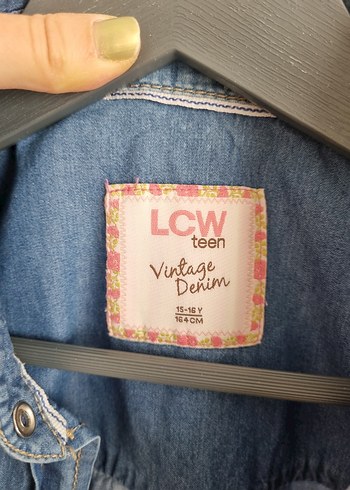 LCW
teen
Vintage
Denim
15-16 Y
164 CM